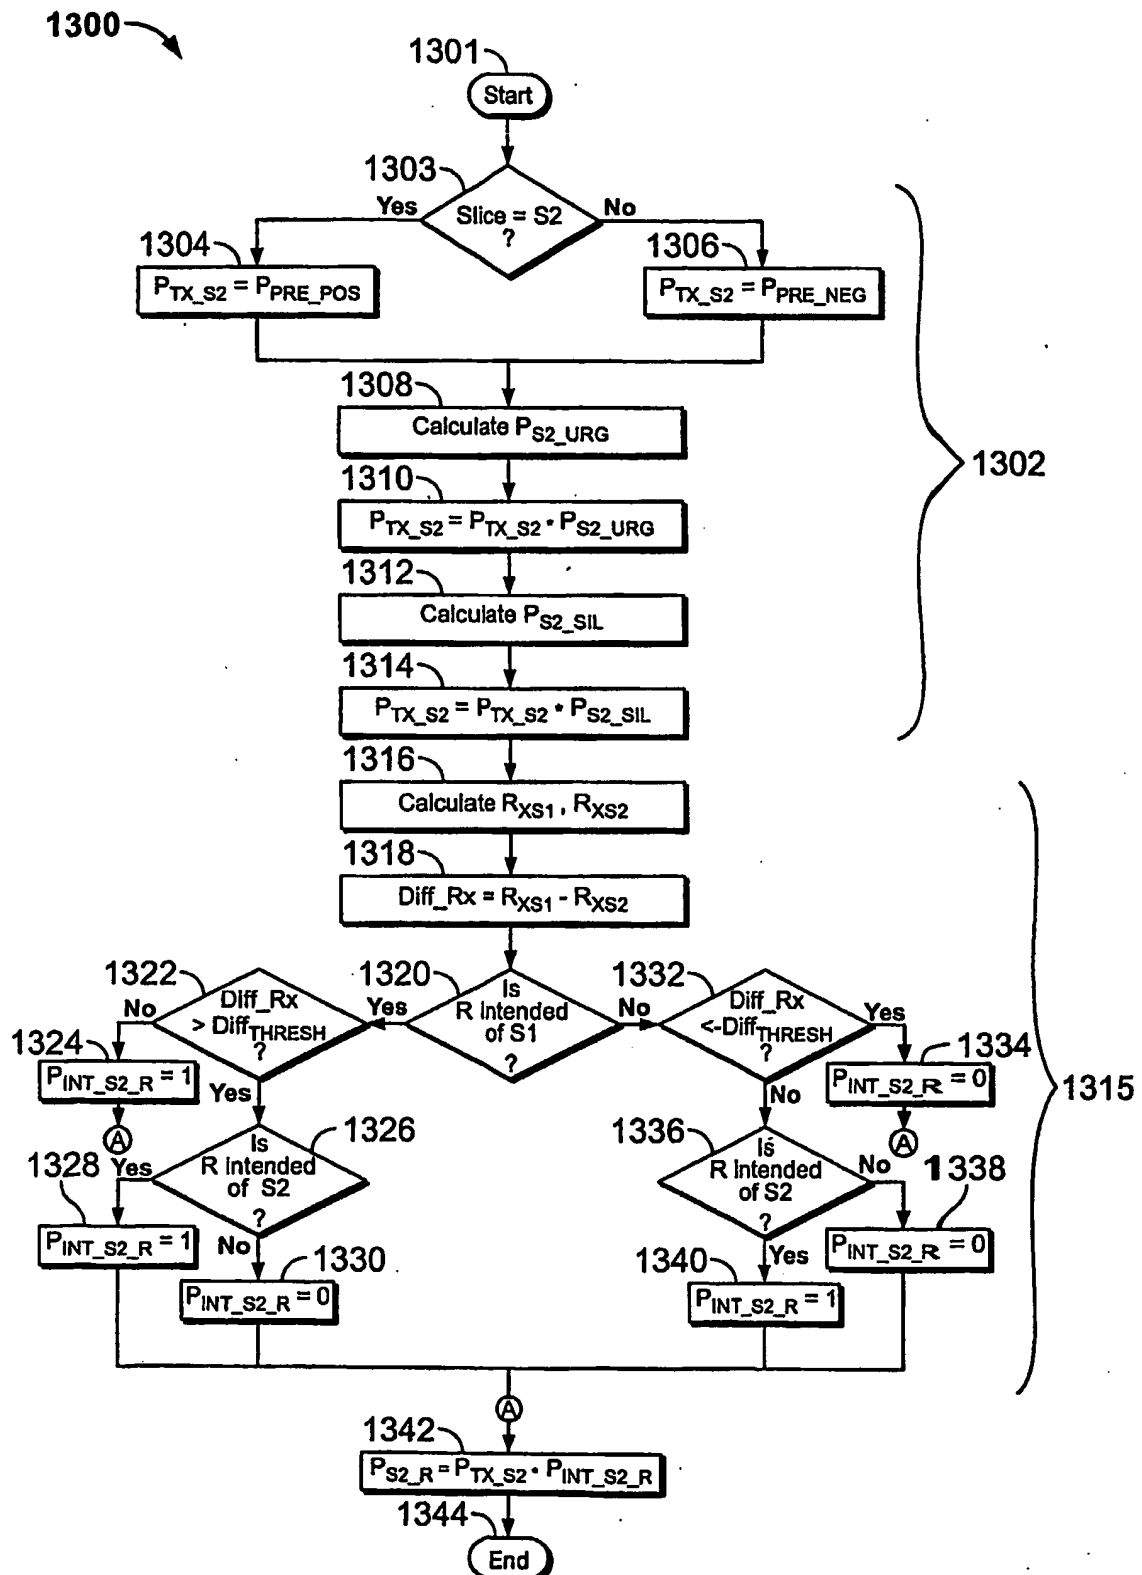 1300
1301
Start
1303
Yes
Slice = S2
?
No
1304
P_TX_S2 = P_PRE_POS
1306
P_TX_S2 = P_PRE_NEG
1308
Calculate P_S2_URG
1302
1310
P_TX_S2 = P_TX_S2 • P_S2_URG
1312
Calculate P_S2_SIL
1314
P_TX_S2 = P_TX_S2 • P_S2_SIL
1316
Calculate R_XS1, R_XS2
1318
Diff_Rx = R_XS1 - R_XS2
1322
No
Diff_Rx
> Diff_THRESH
?
Yes
1320
Is
R Intended
of S1
?
No
1332
Diff_Rx
<-Diff_THRESH
?
Yes
1324
P_INT_S2_R = 1
Yes
1334
P_INT_S2_R = 0
No
1315
A
A
1328
Yes
1326
Is
R Intended
of S2
?
No
1336
Is
R Intended
of S2
?
No
Yes
1338
P_INT_S2_R = 1
1330
P_INT_S2_R = 0
1340
P_INT_S2_R = 1
P_INT_S2_R = 0
A
1342
P_S2_R = P_TX_S2 • P_INT_S2_R
1344
End